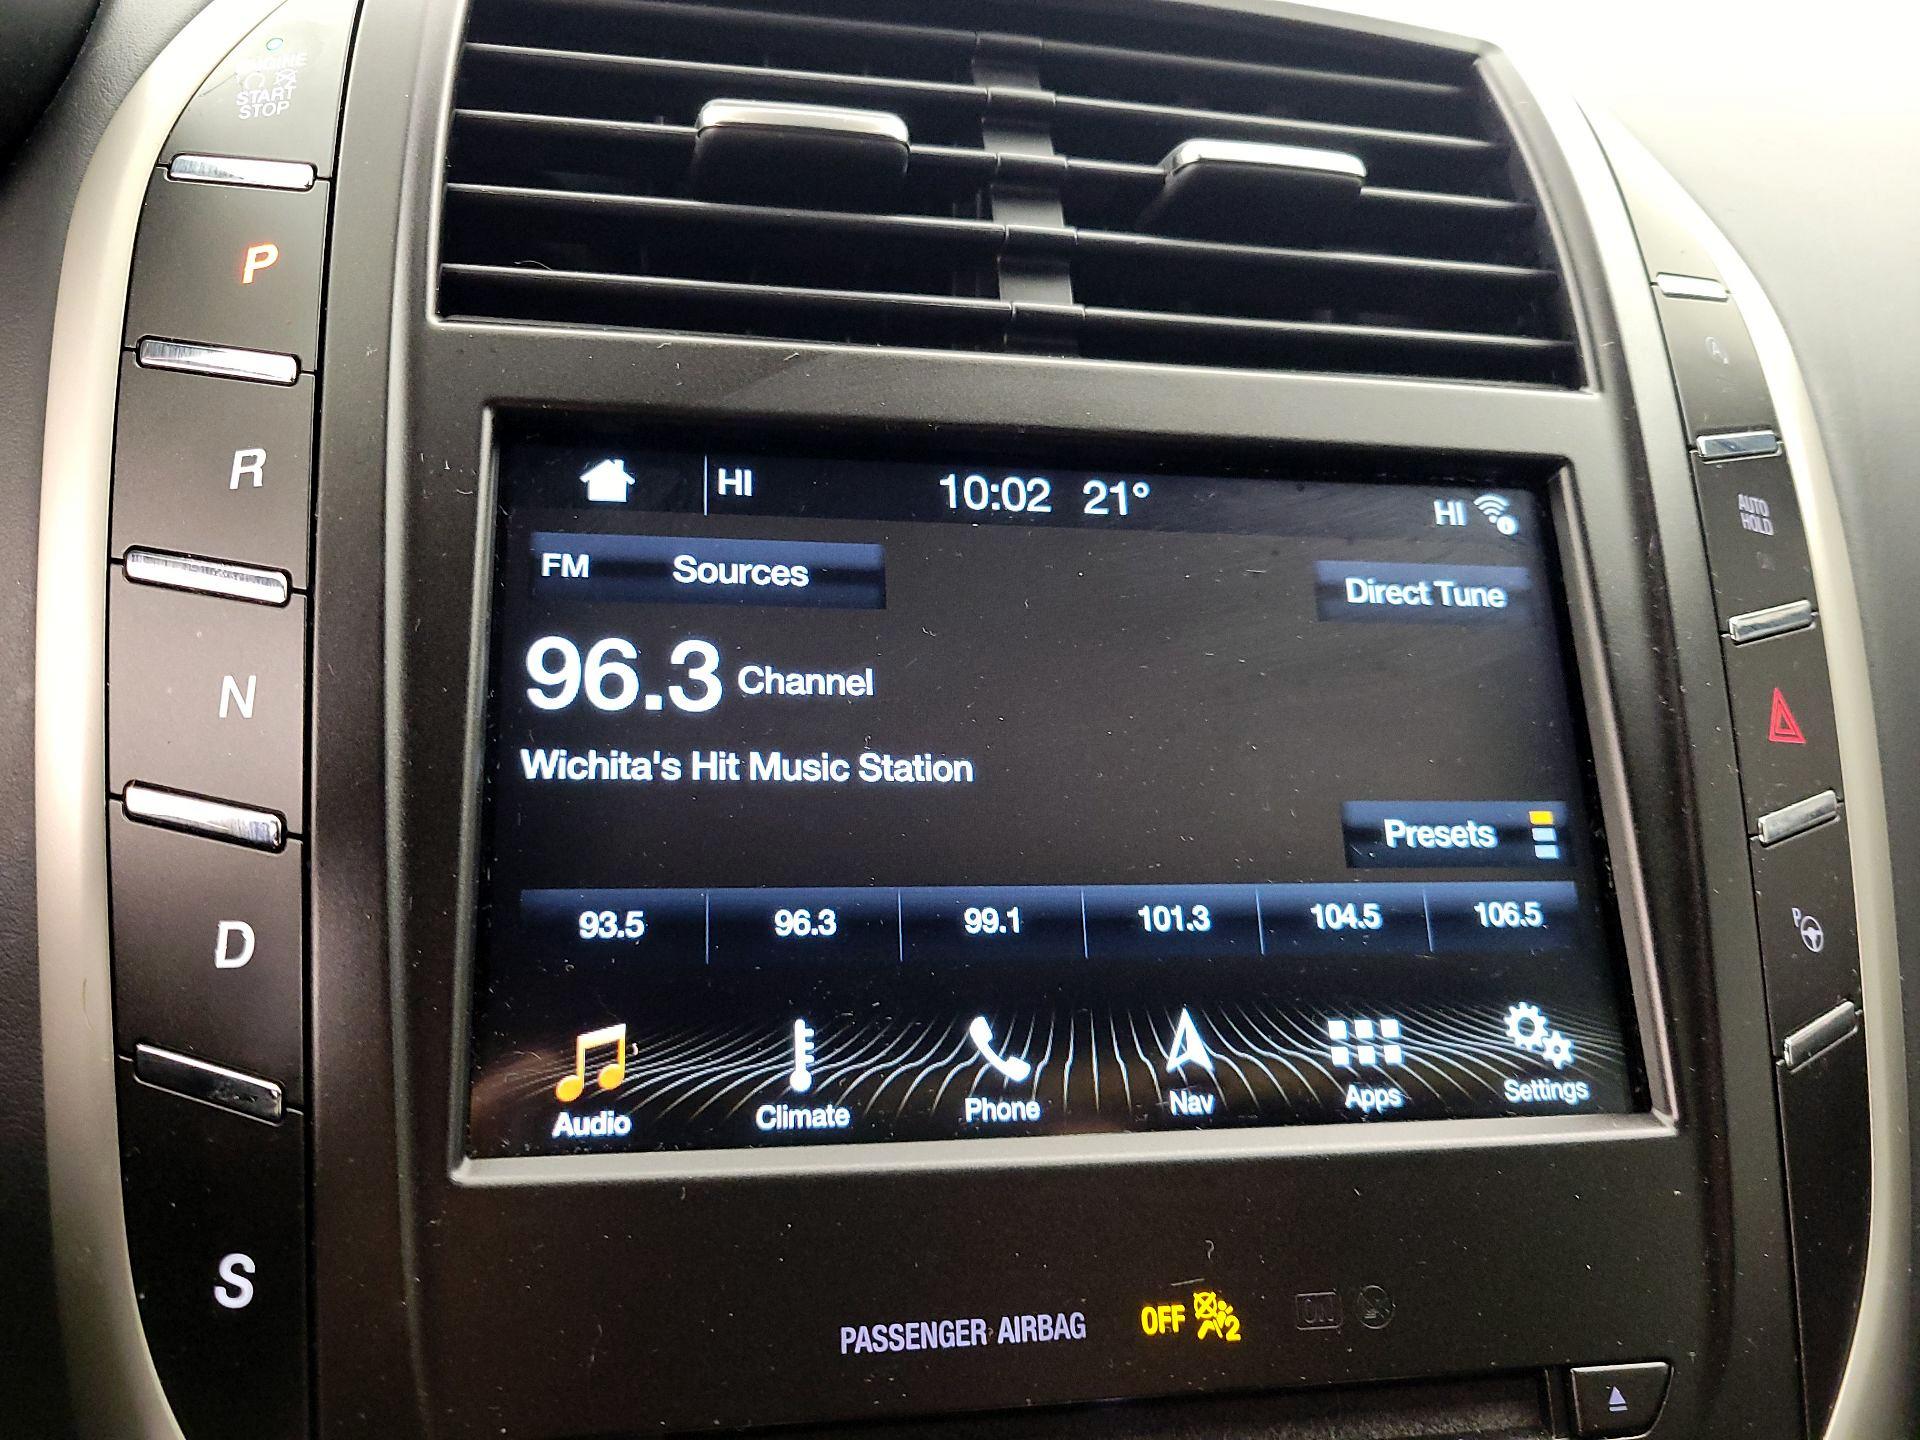 ENGINE
START
STOP
P
R
N
D
S
HI 10:02 21° HI
FM Sources
Direct Tune
96.3 Channel
Wichita's Hit Music Station
Presets
93.5 96.3 99.1 101.3 104.5 106.5
Audio Climate Phone Nav Apps Settings
PASSENGER AIRBAG OFF 2 ON
AUTO
HOLD
P